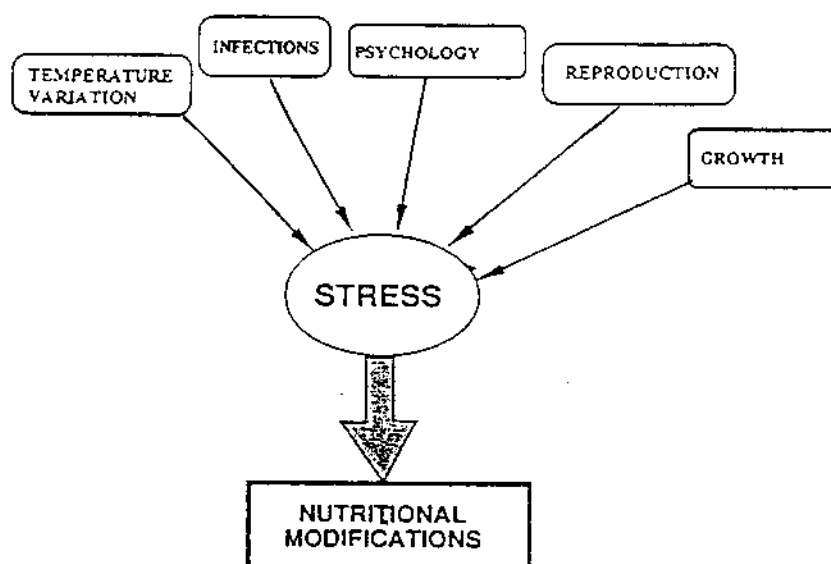 INFECTIONS
PSYCHOLOGY
TEMPERATURE
VARIATION
REPRODUCTION
GROWTH
STRESS
NUTRITIONAL
MODIFICATIONS